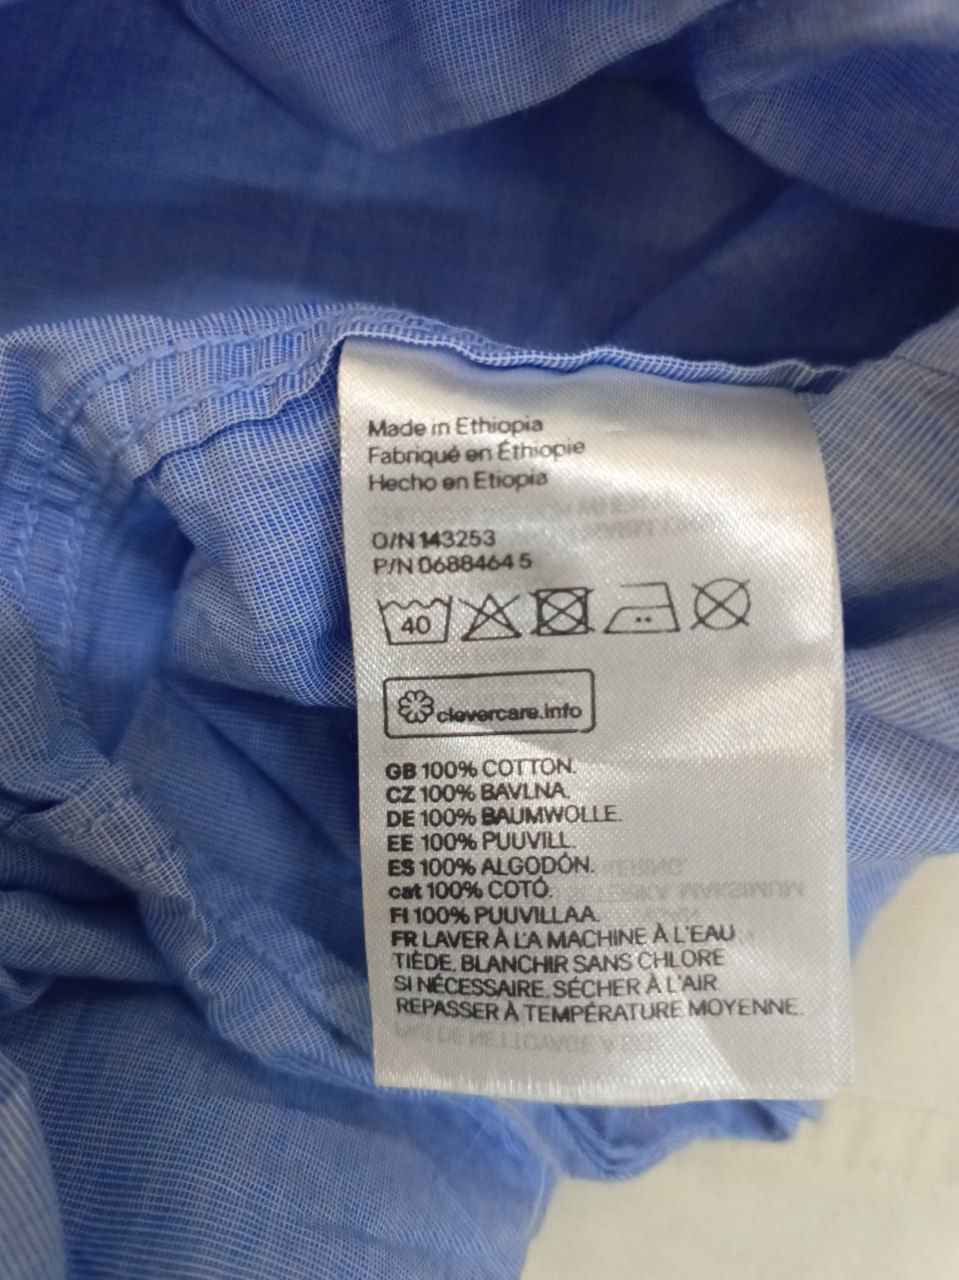 Made in Ethiopia
Fabriqué en Éthiopie
Hecho en Etiopia
O/N 143253
P/N 0688464 5
40
clevercare.info
GB 100% COTTON.
CZ 100% BAVLNA.
DE 100% BAUMWOLLE.
EE 100% PUUVILL.
ES 100% ALGODÓN.
cat 100% COTÓ.
FI 100% PUUVILLAA.
FR LAVER À L'A MACHINE À L'EAU
TIÈDE. BLANCHIR SANS CHLORE
SI NÉCESSAIRE. SÉCHER À L'AIR.
REPASSER À TEMPÉRATURE MOYENNE.